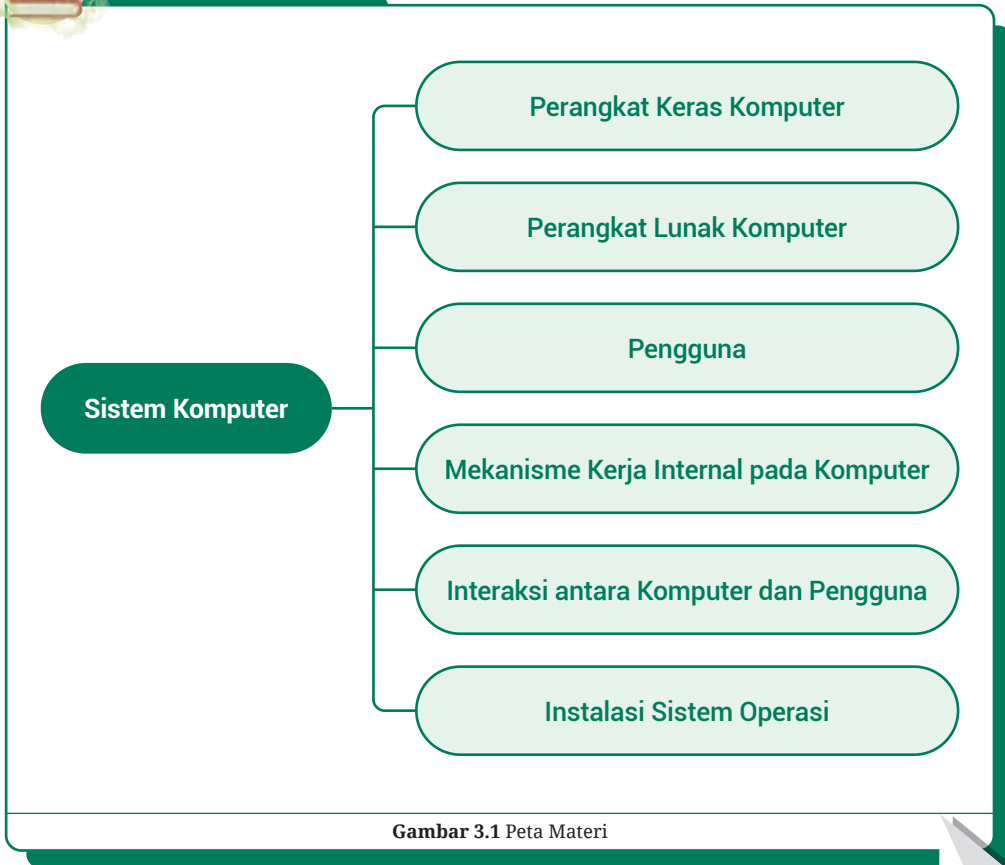 Perangkat Keras Komputer
Perangkat Lunak Komputer
Pengguna
Sistem Komputer
Mekanisme Kerja Internal pada Komputer
Interaksi antara Komputer dan Pengguna
Instalasi Sistem Operasi
Gambar 3.1 Peta Materi